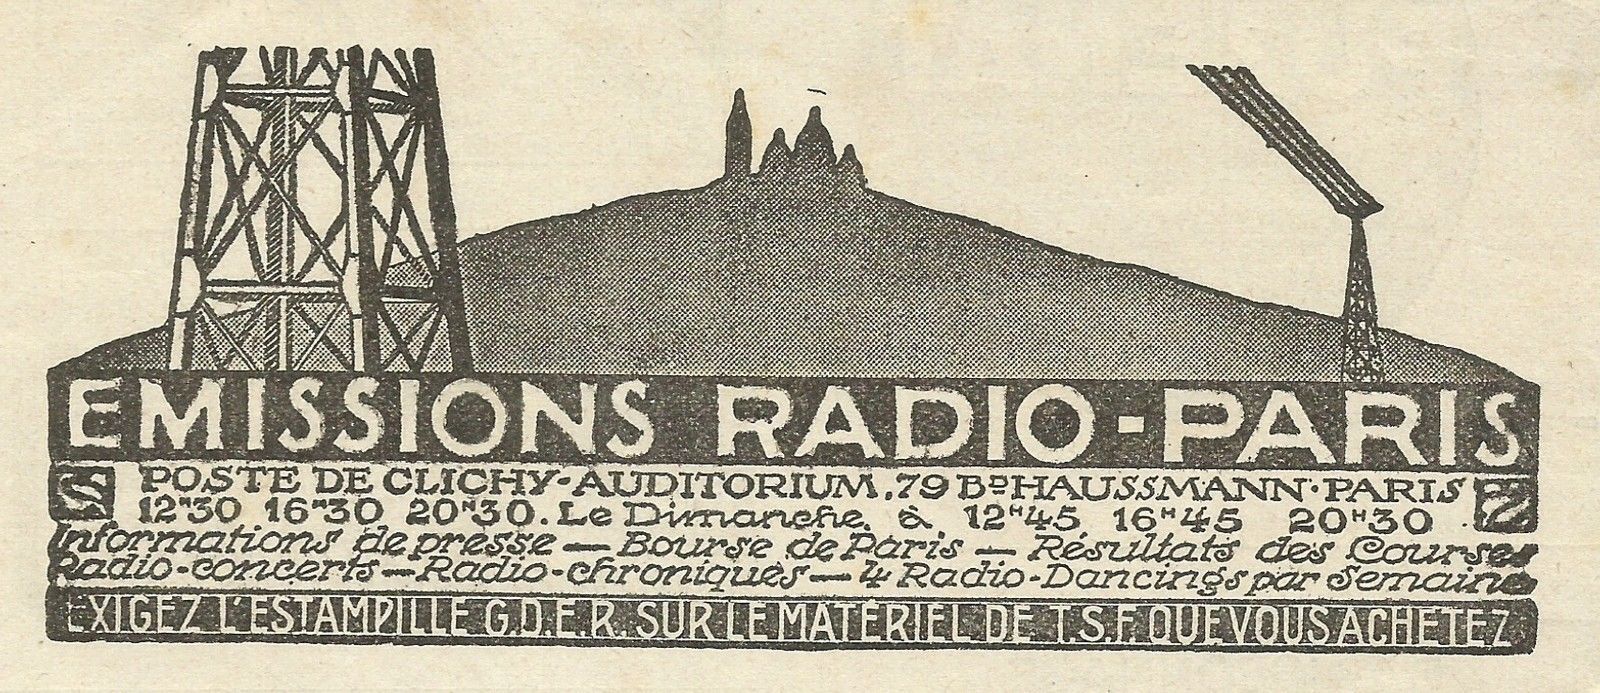 EMISSIONS RADIO-PARIS
POSTE DE CLICHY-AUDITORIUM, 79 BD HAUSSMANN-PARIS
12H30 16H30 20H30. Le Dimanche à 12H45 16H45 20H30
Informations de presse — Bourse de Paris — Résultats des Courses
Radio-concerts — Radio-chroniques — 4 Radio-Dancings par Semaine
EXIGEZ L'ESTAMPILLE G.D.E.R. SUR LE MATÉRIEL DE T.S.F. QUE VOUS ACHETEZ